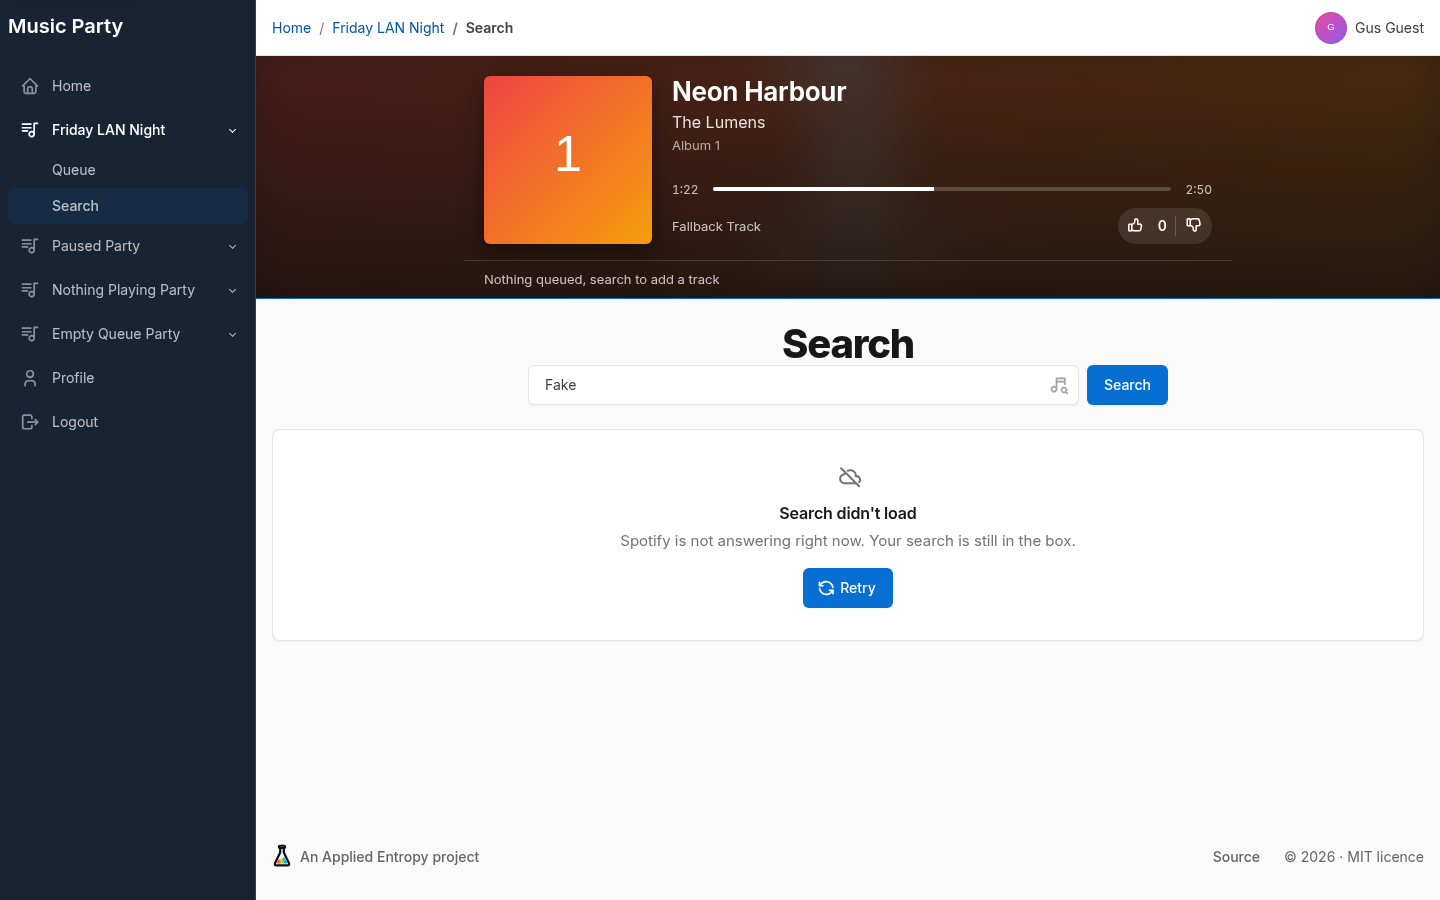 Music Party
Home
Friday LAN Night
Queue
Search
Paused Party
Nothing Playing Party
Empty Queue Party
Profile
Logout
Home / Friday LAN Night / Search
G
Gus Guest
1
Neon Harbour
The Lumens
Album 1
1:22
2:50
Fallback Track
0
Nothing queued, search to add a track
Search
Fake
Search
Search didn't load
Spotify is not answering right now. Your search is still in the box.
Retry
An Applied Entropy project
Source
© 2026 · MIT licence